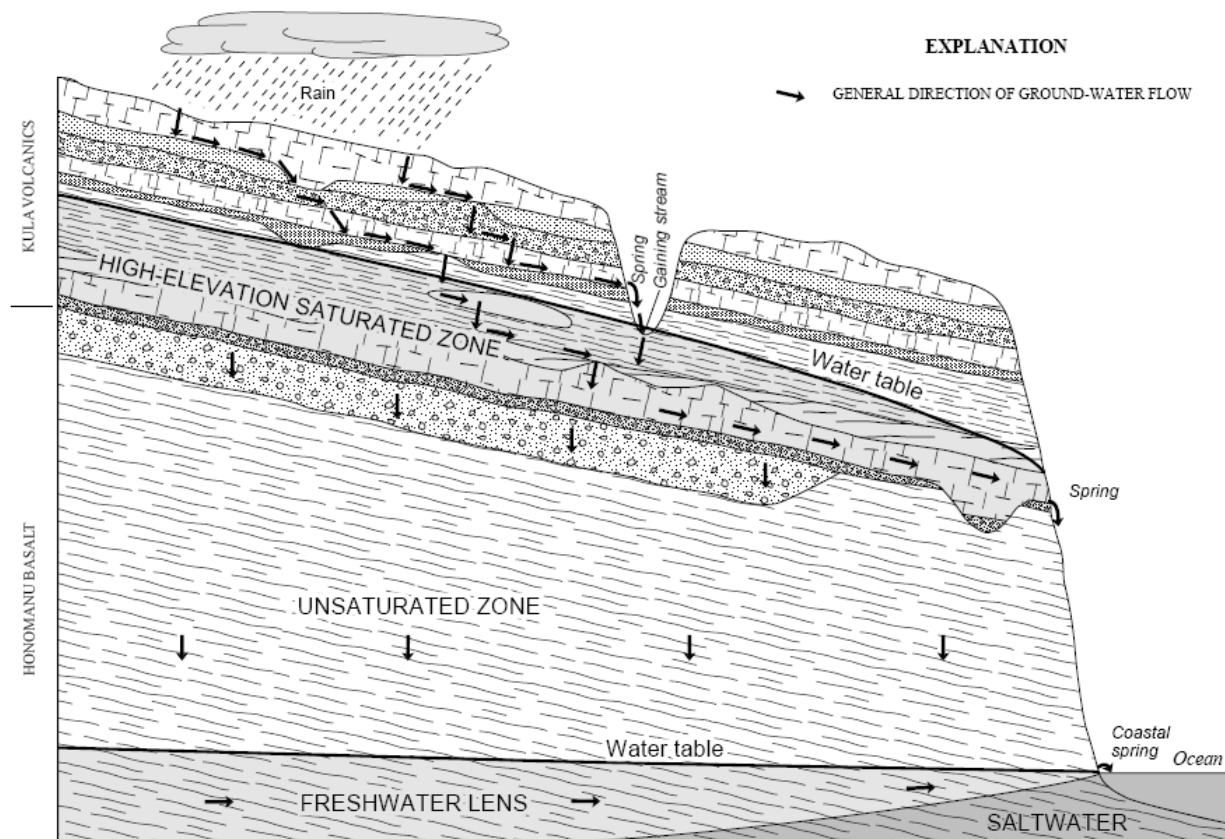 EXPLANATION
GENERAL DIRECTION OF GROUND-WATER FLOW
Rain
KULA VOLCANICS
Spring
Gaining stream
HIGH-ELEVATION SATURATED ZONE
Water table
Spring
HONOMANU BASALT
UNSATURATED ZONE
Water table
Coastal
spring
Ocean
FRESHWATER LENS
SALTWATER